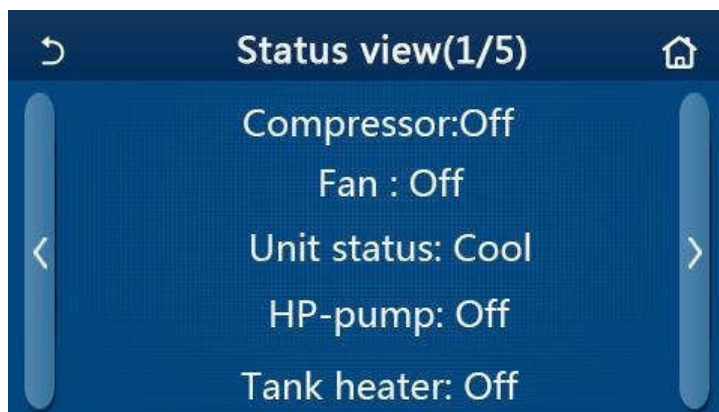 Status view(1/5)
Compressor:Off
Fan : Off
Unit status: Cool
HP-pump: Off
Tank heater: Off